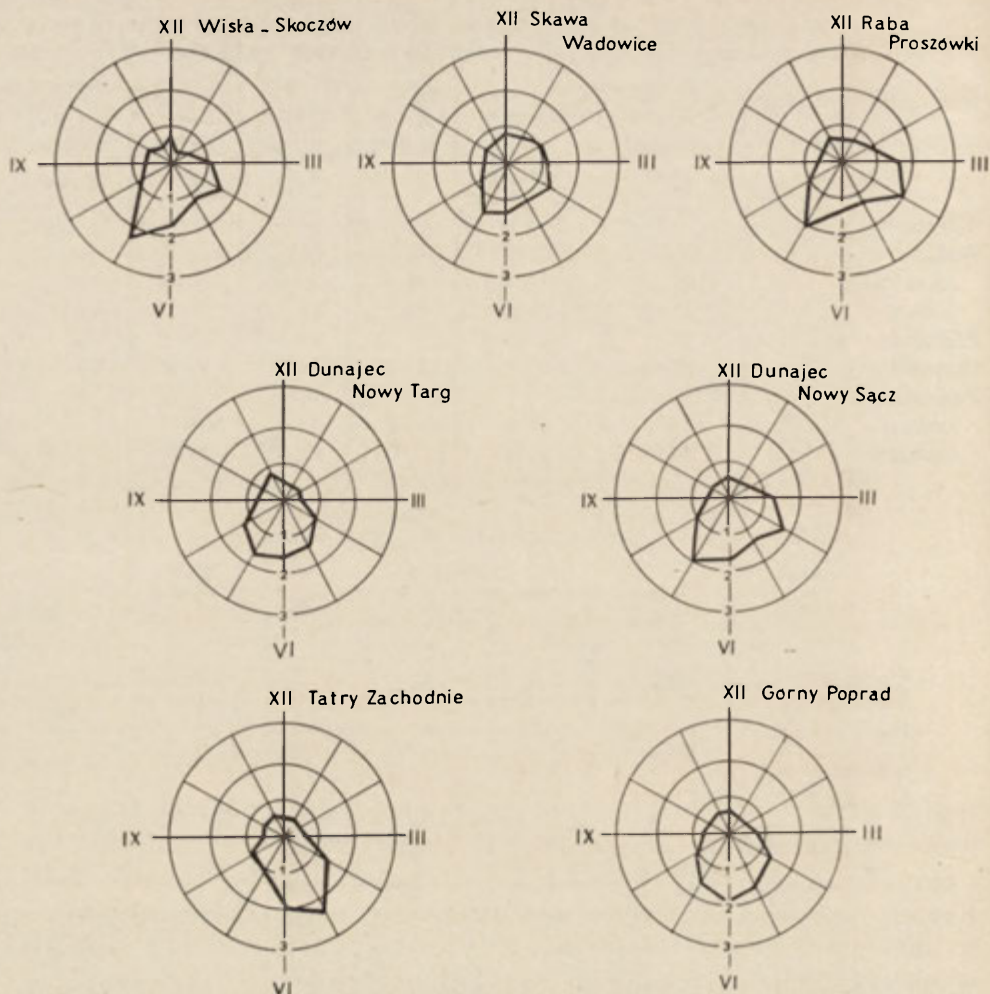 XII Wisła - Skoczów
IX
III
1
2
3
VI
XII Skawa
Wadowice
IX
III
1
2
3
VI
XII Raba
Proszówki
IX
III
1
2
3
VI
XII Dunajec
Nowy Targ
IX
III
1
2
3
VI
XII Dunajec
Nowy Sącz
IX
III
1
2
3
VI
XII Tatry Zachodnie
IX
III
1
2
3
VI
XII Gorny Poprad
IX
III
1
2
3
VI